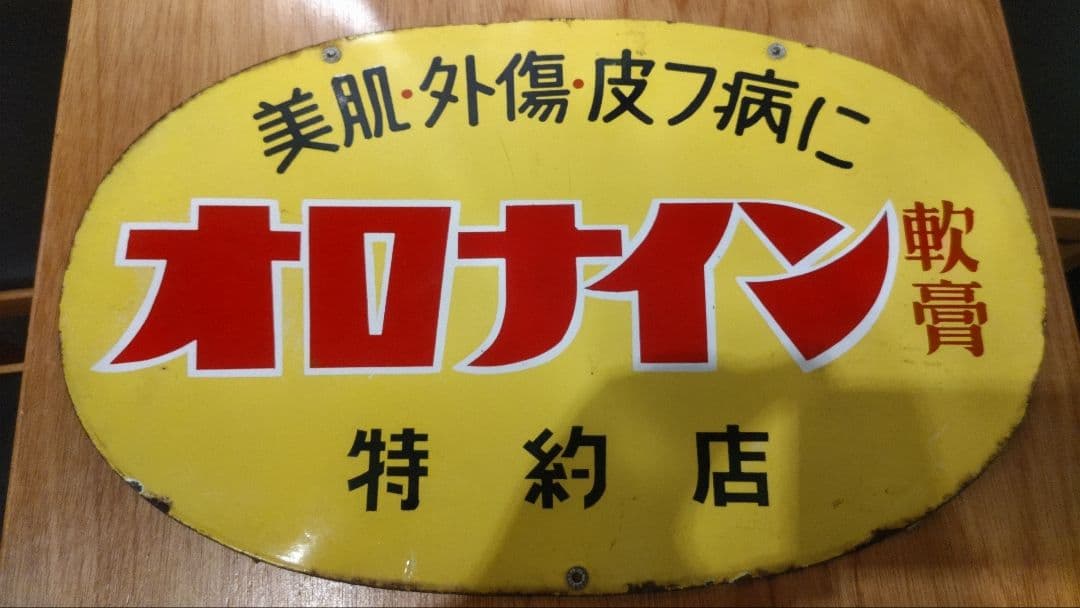 美肌・外傷・皮フ病に
オロナイン軟膏
特約店